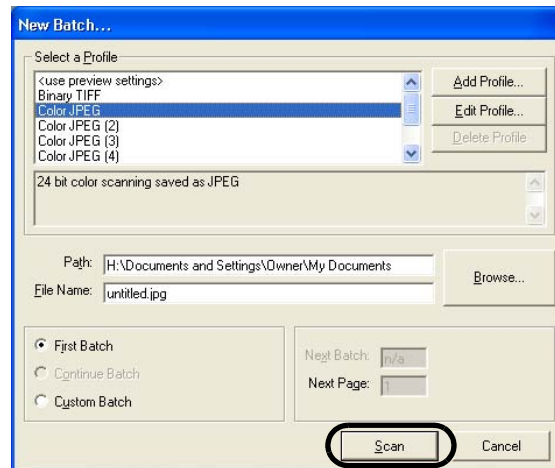 New Batch...
Select a Profile
<use preview settings>
Binary TIFF
Color JPEG
Color JPEG (2)
Color JPEG (3)
Color JPEG (4)
Add Profile...
Edit Profile...
Delete Profile
24 bit color scanning saved as JPEG
Path: H:\Documents and Settings\Owner\My Documents
File Name: untitled.jpg
Browse...
First Batch
Continue Batch
Custom Batch
Next Batch: n/a
Next Page: 1
Scan Cancel